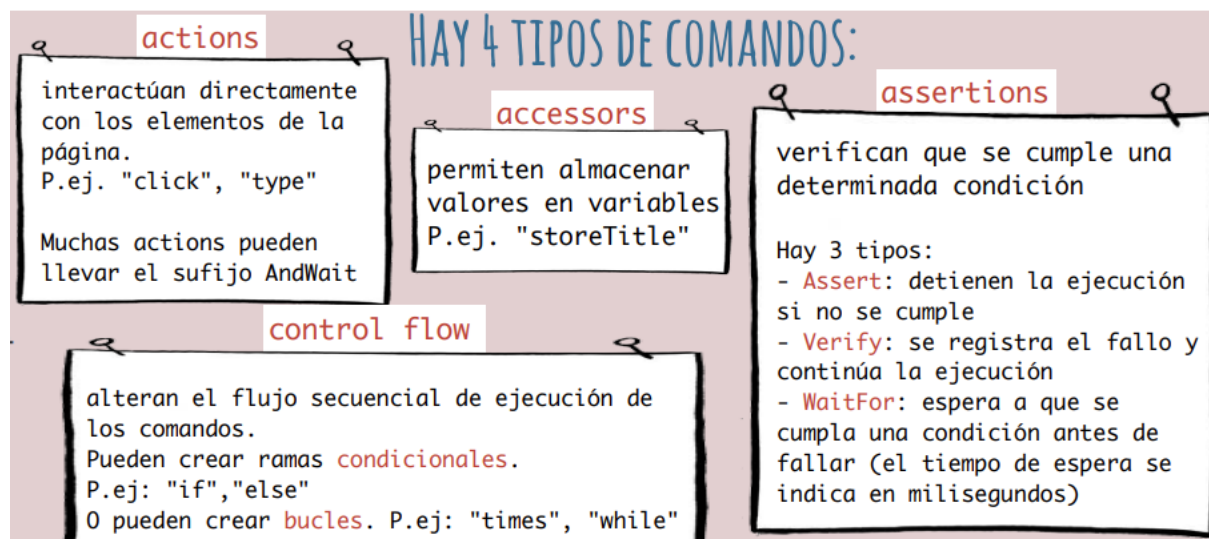 HAY 4 TIPOS DE COMANDOS:
actions
interactúan directamente
con los elementos de la
página.
P.ej. "click", "type"
Muchas actions pueden
llevar el sufijo AndWait
accessors
permiten almacenar
valores en variables
P.ej. "storeTitle"
assertions
verifican que se cumple una
determinada condición
Hay 3 tipos:
- Assert: detienen la ejecución
si no se cumple
- Verify: se registra el fallo y
continúa la ejecución
- WaitFor: espera a que se
cumpla una condición antes de
fallar (el tiempo de espera se
indica en milisegundos)
control flow
alteran el flujo secuencial de ejecución de
los comandos.
Pueden crear ramas condicionales.
P.ej: "if","else"
O pueden crear bucles. P.ej: "times", "while"